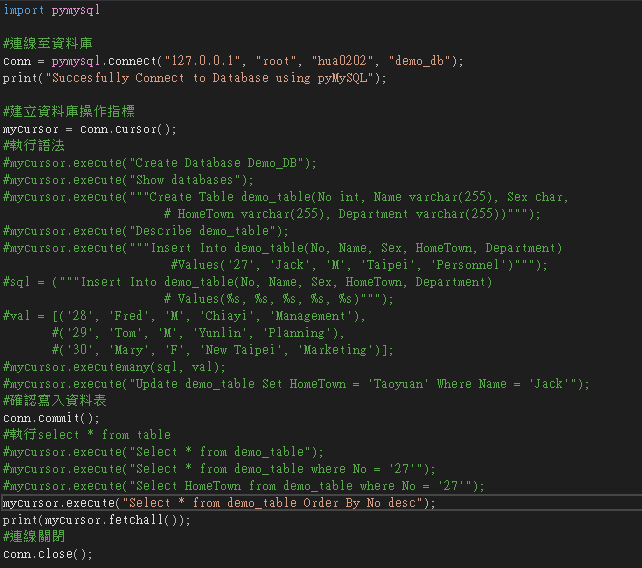 import pymysql
#連線至資料庫
conn = pymysql.connect("127.0.0.1", "root", "hua0202", "demo_db");
print("Succesfully Connect to Database using pyMySQL");
#建立資料庫操作指標
mycursor = conn.cursor();
#執行語法
#mycursor.execute("Create Database Demo_DB");
#mycursor.execute("Show databases");
#mycursor.execute("""Create Table demo_table(No int, Name varchar(255), Sex char,
# HomeTown varchar(255), Department varchar(255))""");
#mycursor.execute("Describe demo_table");
#mycursor.execute("""Insert Into demo_table(No, Name, Sex, HomeTown, Department)
#Values('27', 'Jack', 'M', 'Taipei', 'Personnel')""");
#sql = ("""Insert Into demo_table(No, Name, Sex, HomeTown, Department)
# Values(%s, %s, %s, %s, %s)""");
#val = [('28', 'Fred', 'M', 'Chiayi', 'Management'),
#('29', 'Tom', 'M', 'Yunlin', 'Planning'),
#('30', 'Mary', 'F', 'New Taipei', 'Marketing')];
#mycursor.executemany(sql, val);
#mycursor.execute("Update demo_table Set HomeTown = 'Taoyuan' Where Name = 'Jack'");
#確認寫入資料表
conn.commit();
#執行select * from table
#mycursor.execute("Select * from demo_table");
#mycursor.execute("Select * from demo_table where No = '27'");
#mycursor.execute("Select HomeTown from demo_table where No = '27'");
mycursor.execute("Select * from demo_table Order By No desc");
print(mycursor.fetchall());
#連線關閉
conn.close();